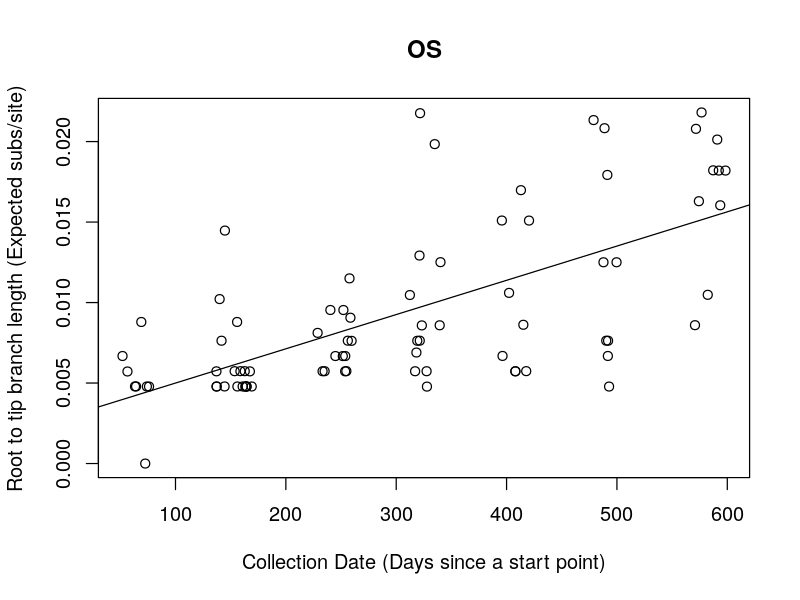 OS
Root to tip branch length (Expected subs/site)
0.020
0.015
0.010
0.005
0.000
100 200 300 400 500 600
Collection Date (Days since a start point)